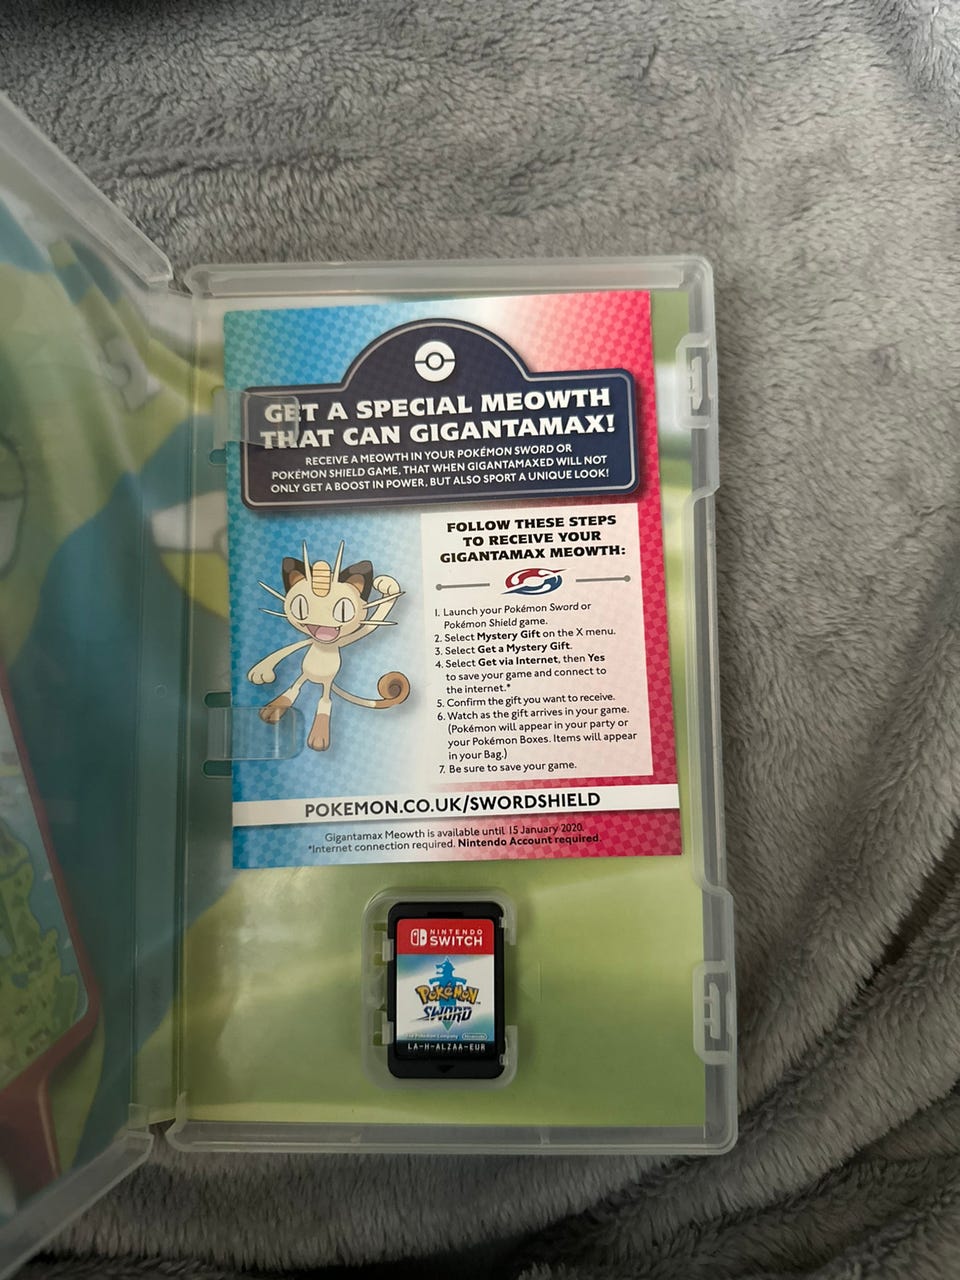 GET A SPECIAL MEOWTH
THAT CAN GIGANTAMAX!
RECEIVE A MEOWTH IN YOUR POKÉMON SWORD OR
POKÉMON SHIELD GAME, THAT WHEN GIGANTAMAXED WILL NOT
ONLY GET A BOOST IN POWER, BUT ALSO SPORT A UNIQUE LOOK!
FOLLOW THESE STEPS
TO RECEIVE YOUR
GIGANTAMAX MEOWTH:
1. Launch your Pokémon Sword or
Pokémon Shield game.
2. Select Mystery Gift on the X menu.
3. Select Get a Mystery Gift.
4. Select Get via Internet, then Yes
to save your game and connect to
the internet.*
5. Confirm the gift you want to receive.
6. Watch as the gift arrives in your game.
(Pokémon will appear in your party or
your Pokémon Boxes. Items will appear
in your Bag.)
7. Be sure to save your game.
POKEMON.CO.UK/SWORDSHIELD
Gigantamax Meowth is available until 15 January 2020.
*Internet connection required. Nintendo Account required.
NINTENDO
SWITCH
POKéMON
SWORD
The Pokémon Company Nintendo
LA-H-ALZAA-EUR